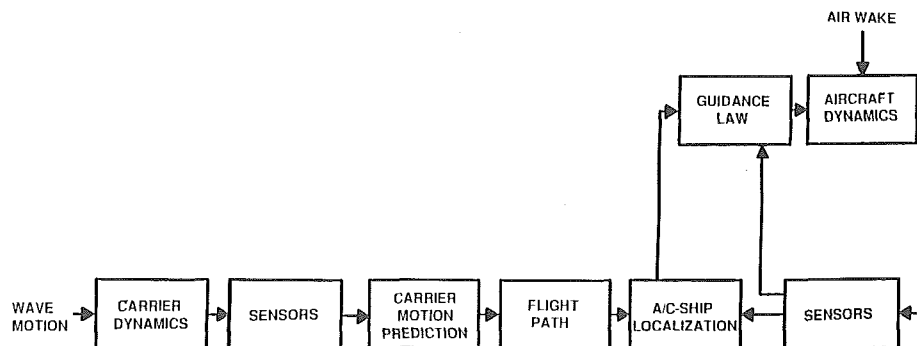 AIR WAKE
GUIDANCE
LAW
AIRCRAFT
DYNAMICS
WAVE
MOTION
CARRIER
DYNAMICS
SENSORS
CARRIER
MOTION
PREDICTION
FLIGHT
PATH
A/C-SHIP
LOCALIZATION
SENSORS